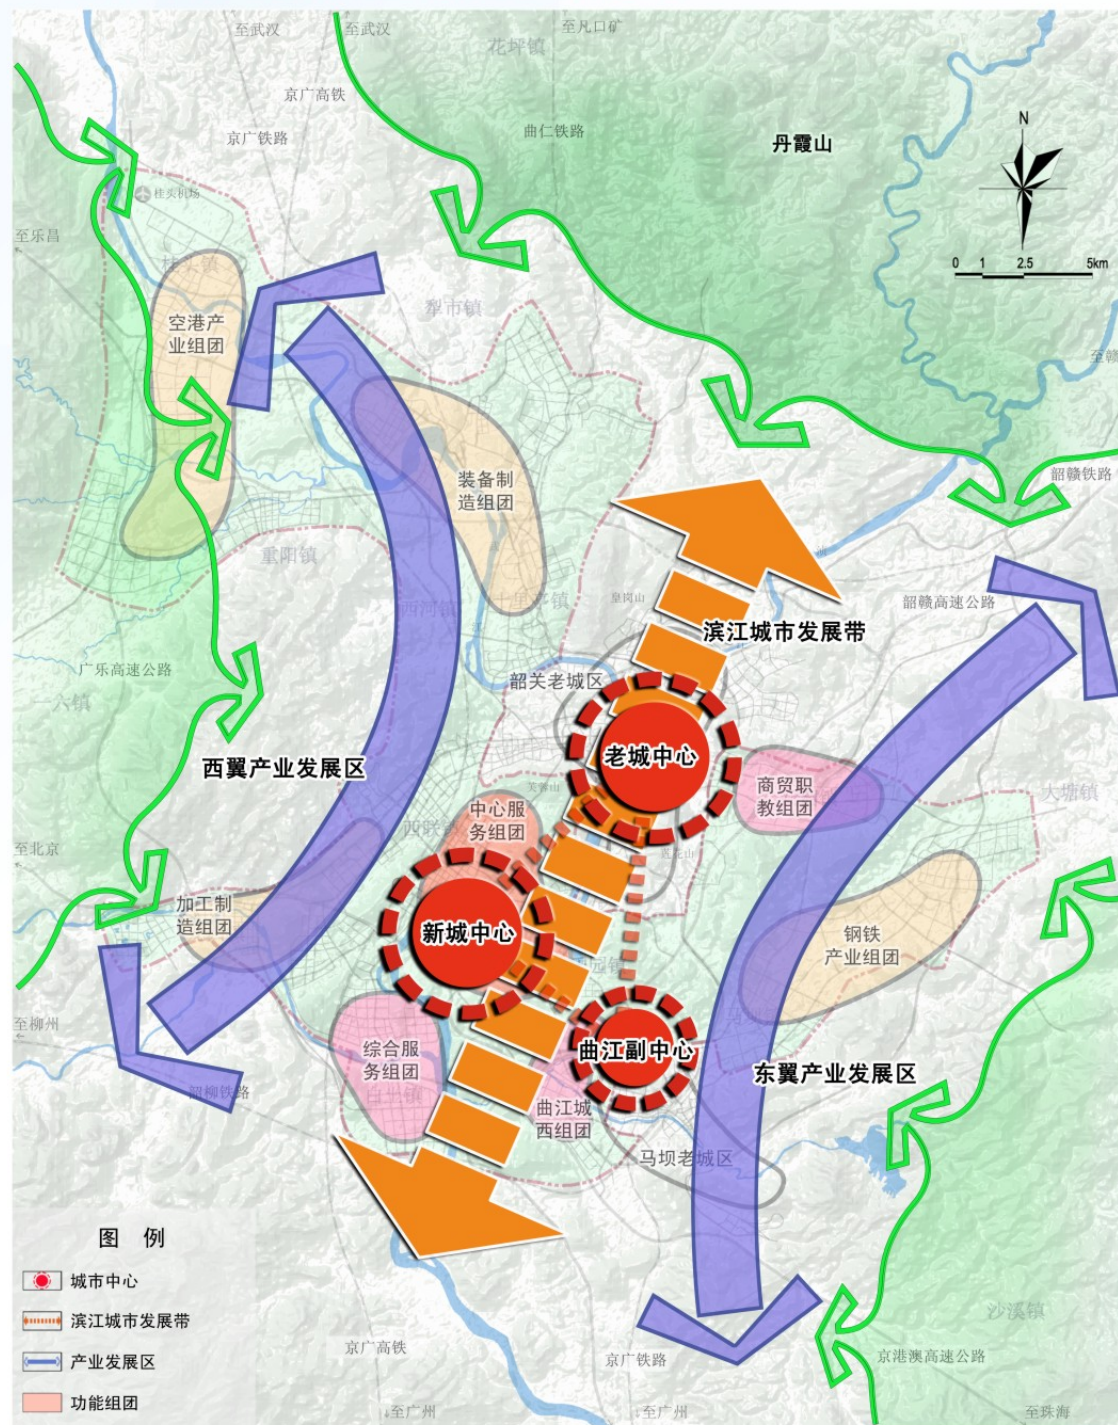 至武汉
至武汉
花坪镇
至凡口矿
京广高铁
京广铁路
曲仁铁路
丹霞山
N
桂头机场
0 1 2.5 5km
至乐昌
犁市镇
空港产
业组团
装备制
造组团
韶赣铁路
重阳镇
西河镇
十里亭镇
皇岗山
韶赣高速公路
滨江城市发展带
广乐高速公路
一六镇
韶关老城区
老城中心
西翼产业发展区
商贸职
教组团
大塘镇
芙蓉山
中心服
务组团
至北京
加工制
造组团
新城中心
钢铁
产业组团
至柳州
综合服
务组团
曲江副中心
东翼产业发展区
韶柳铁路
白土镇
曲江城
西组团
马坝老城区
图 例
城市中心
滨江城市发展带
产业发展区
功能组团
沙溪镇
京广高铁
京广铁路
京港澳高速公路
至广州
至广州
至珠海